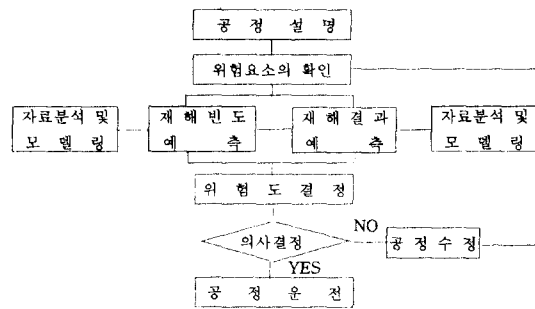 공 정 설 명
위험요소의 확인
자료분석 및
모 델 링
재 해 빈 도
예 측
재 해 결 과
예 측
자료분석 및
모 델 링
위 험 도 결 정
의사결정
NO
공 정 수 정
YES
공 정 운 전